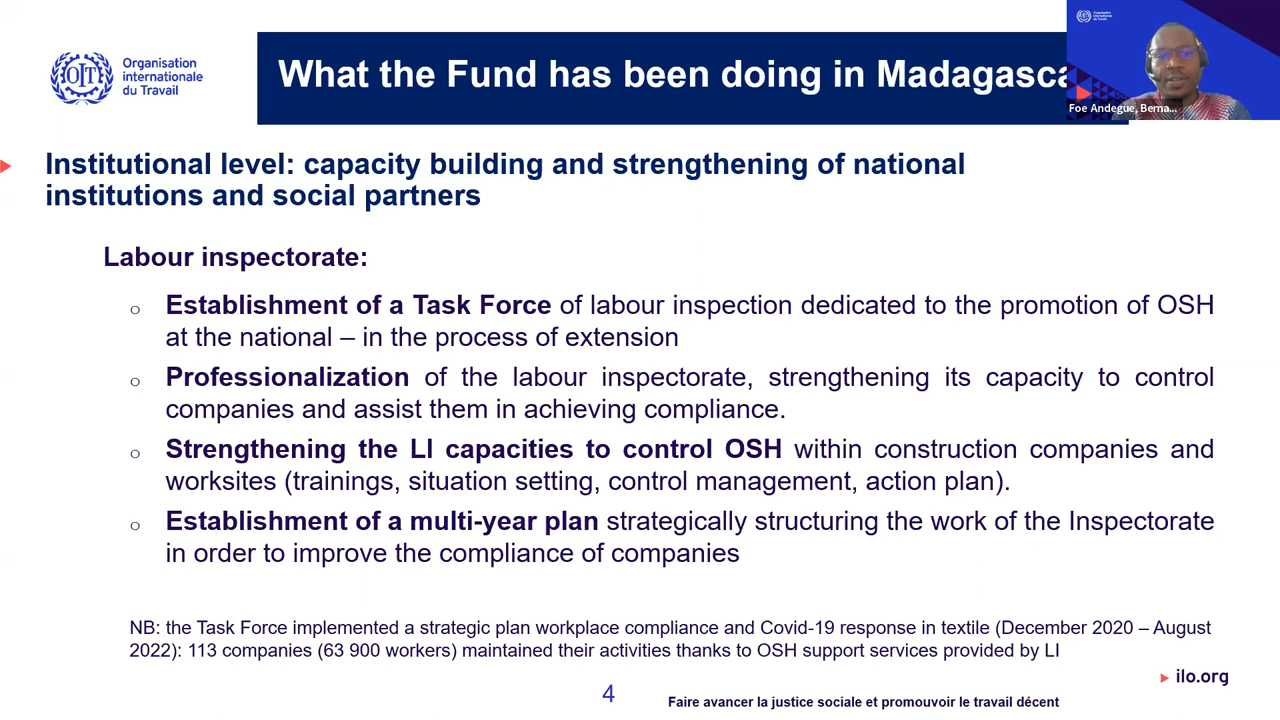 Organisation
internationale
du Travail
What the Fund has been doing in Madagasca
Foe Andegue, Berna...
Institutional level: capacity building and strengthening of national
institutions and social partners
Labour inspectorate:
o Establishment of a Task Force of labour inspection dedicated to the promotion of OSH
at the national – in the process of extension
o Professionalization of the labour inspectorate, strengthening its capacity to control
companies and assist them in achieving compliance.
o Strengthening the LI capacities to control OSH within construction companies and
worksites (trainings, situation setting, control management, action plan).
o Establishment of a multi-year plan strategically structuring the work of the Inspectorate
in order to improve the compliance of companies
NB: the Task Force implemented a strategic plan workplace compliance and Covid-19 response in textile (December 2020 – August
2022): 113 companies (63 900 workers) maintained their activities thanks to OSH support services provided by LI
ilo.org
4
Faire avancer la justice sociale et promouvoir le travail décent